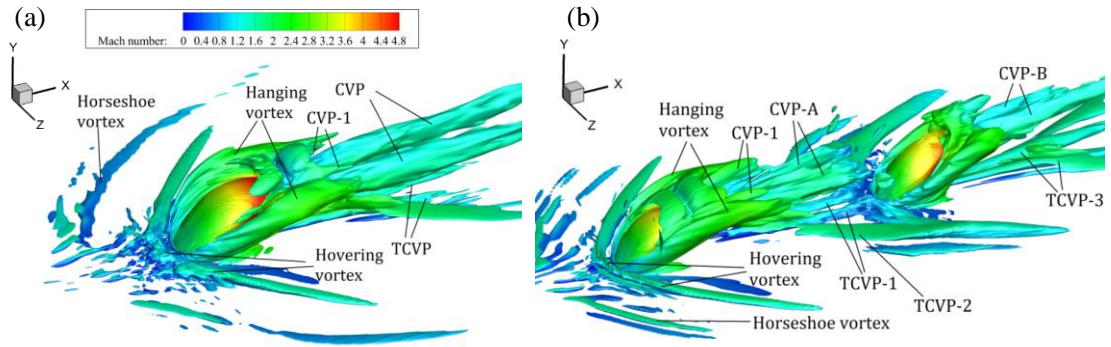 (a)
Mach number: 0 0.4 0.8 1.2 1.6 2 2.4 2.8 3.2 3.6 4 4.4 4.8
Y
X
Z
Horseshoe
vortex
Hanging
vortex
CVP-1
CVP
TCVP
Hovering
vortex
(b)
Y
X
Z
Hanging
vortex
CVP-1
CVP-A
CVP-B
TCVP-3
Hovering
vortex
TCVP-1
TCVP-2
Horseshoe vortex